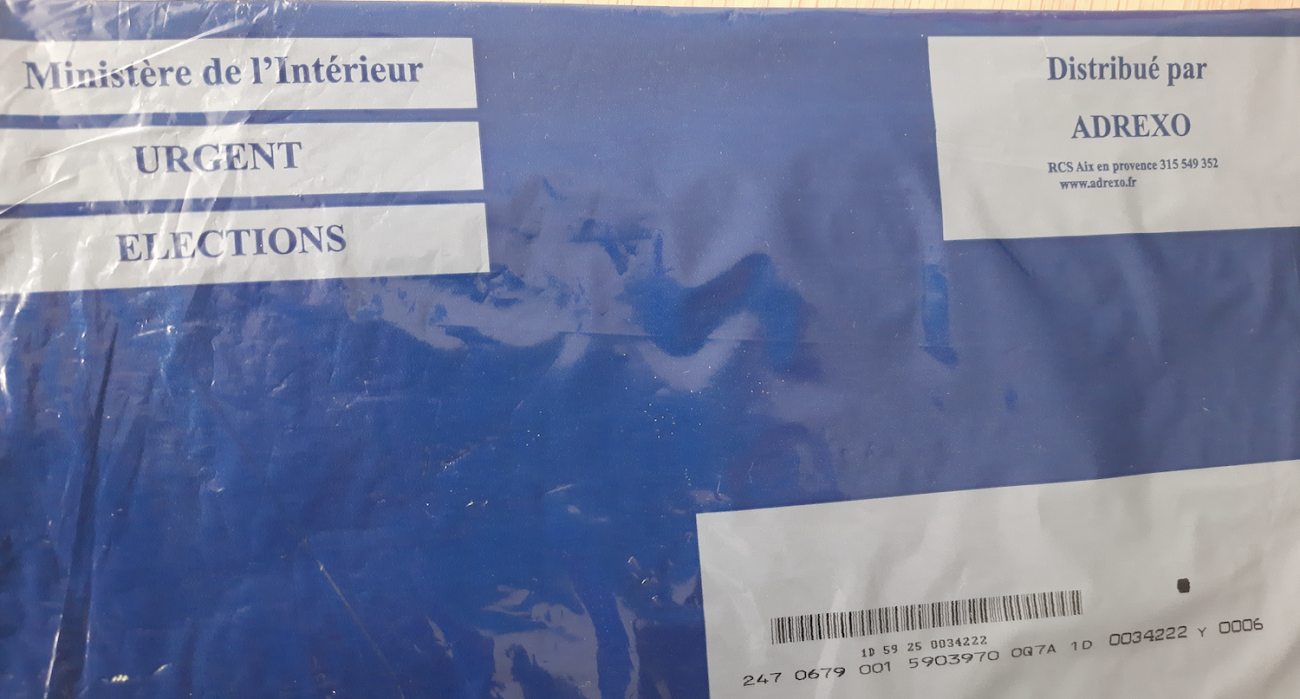 Ministère de l'Intérieur
URGENT
ELECTIONS
Distribué par
ADREXO
RCS Aix en provence 315 549 352
www.adrexo.fr
1D 59 25 0034222
247 0679 001 5903970 0Q7A 1D 0034222 Y 0006